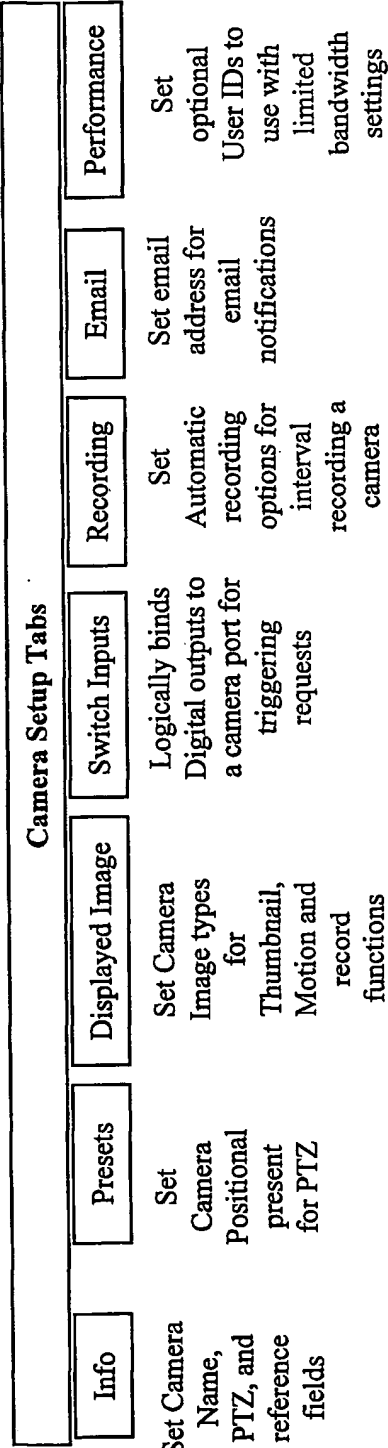 Camera Setup Tabs
Info
Set Camera
Name,
PTZ, and
reference
fields
Presets
Set
Camera
Positional
present
for PTZ
Displayed Image
Set Camera
Image types
for
Thumbnail,
Motion and
record
functions
Switch Inputs
Logically binds
Digital outputs to
a camera port for
triggering
requests
Recording
Set
Automatic
recording
options for
interval
recording a
camera
Email
Set email
address for
email
notifications
Performance
Set
optional
User IDs to
use with
limited
bandwidth
settings